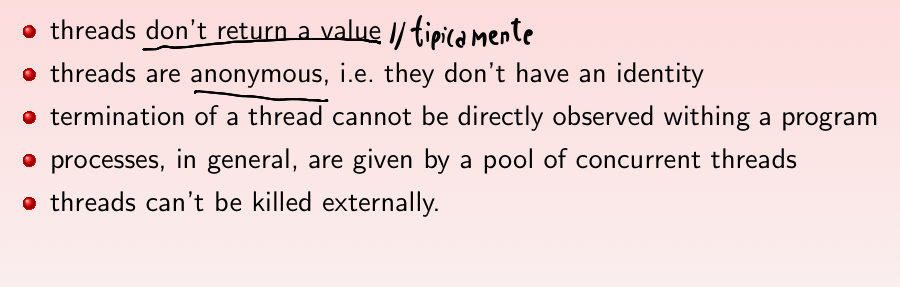 threads don't return a value // tipicamente
threads are anonymous, i.e. they don't have an identity
termination of a thread cannot be directly observed withing a program
processes, in general, are given by a pool of concurrent threads
threads can't be killed externally.